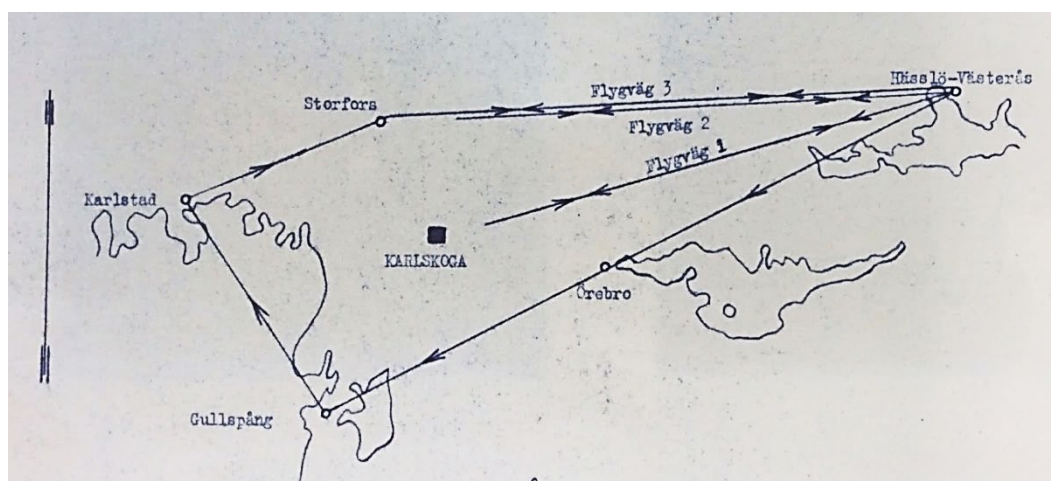 Hässlö-Västerås
Flygväg 3
Storfors
Flygväg 2
Flygväg 1
Karlstad
KARLSKOGA
Örebro
Gullspång